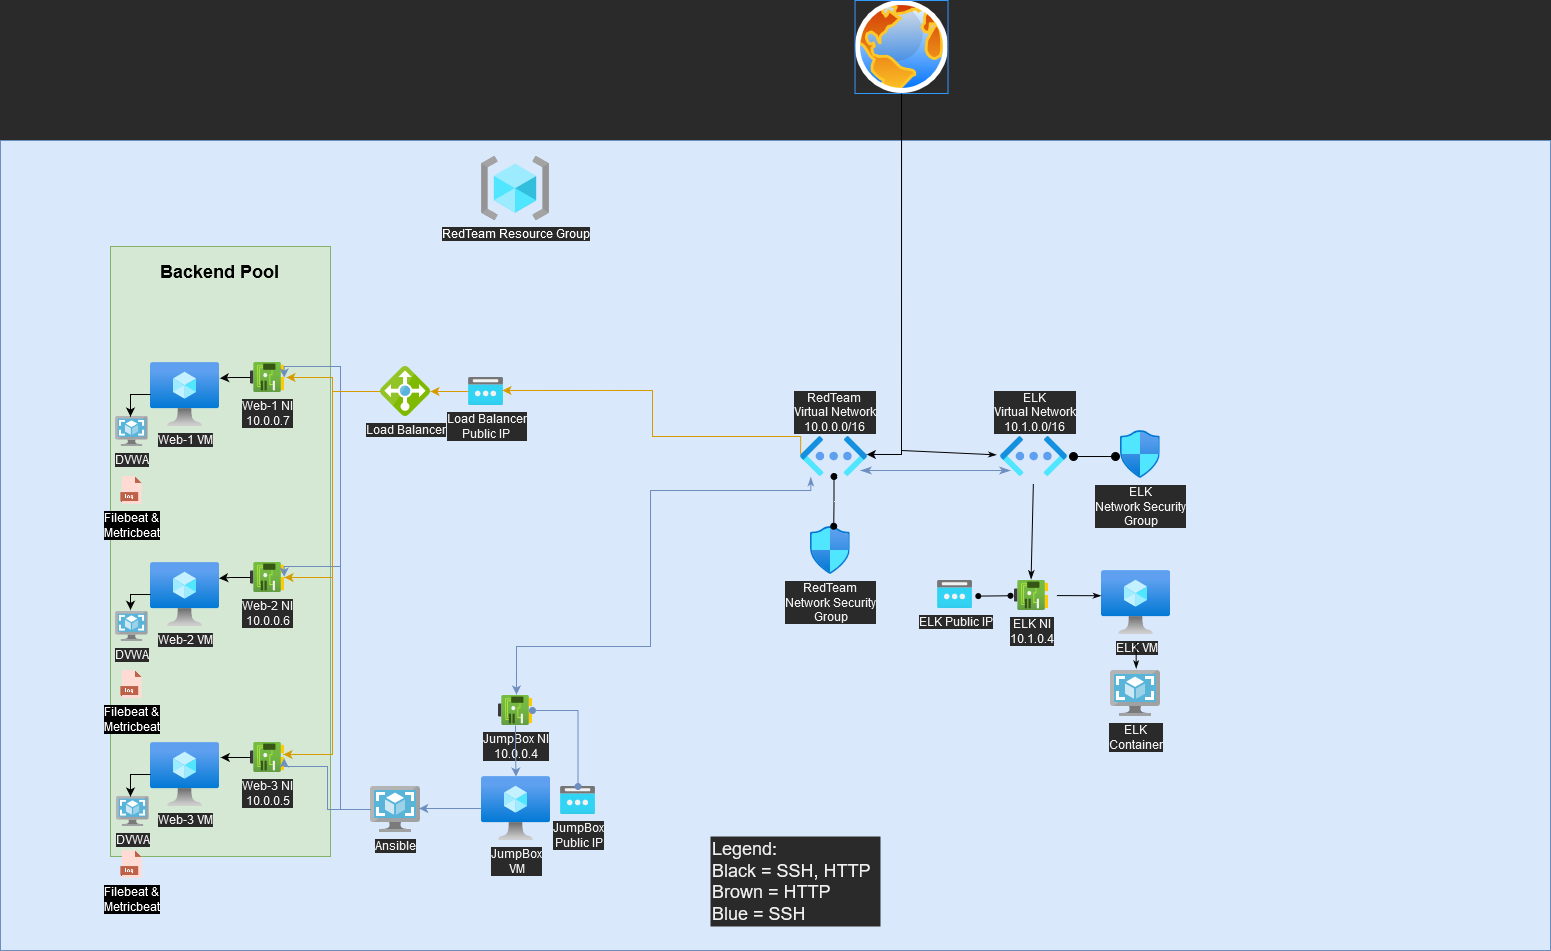 RedTeam Resource Group
Backend Pool
Web-1 NI
10.0.0.7
Web-1 VM
DVWA
log
Filebeat &
Metricbeat
Load Balancer
Load Balancer
Public IP
RedTeam
Virtual Network
10.0.0.0/16
ELK
Virtual Network
10.1.0.0/16
ELK
Network Security
Group
RedTeam
Network Security
Group
Web-2 NI
10.0.0.6
Web-2 VM
DVWA
log
Filebeat &
Metricbeat
ELK Public IP
ELK NI
10.1.0.4
ELK VM
ELK
Container
JumpBox NI
10.0.0.4
Web-3 NI
10.0.0.5
Web-3 VM
DVWA
log
Filebeat &
Metricbeat
Ansible
JumpBox
VM
JumpBox
Public IP
Legend:
Black = SSH, HTTP
Brown = HTTP
Blue = SSH